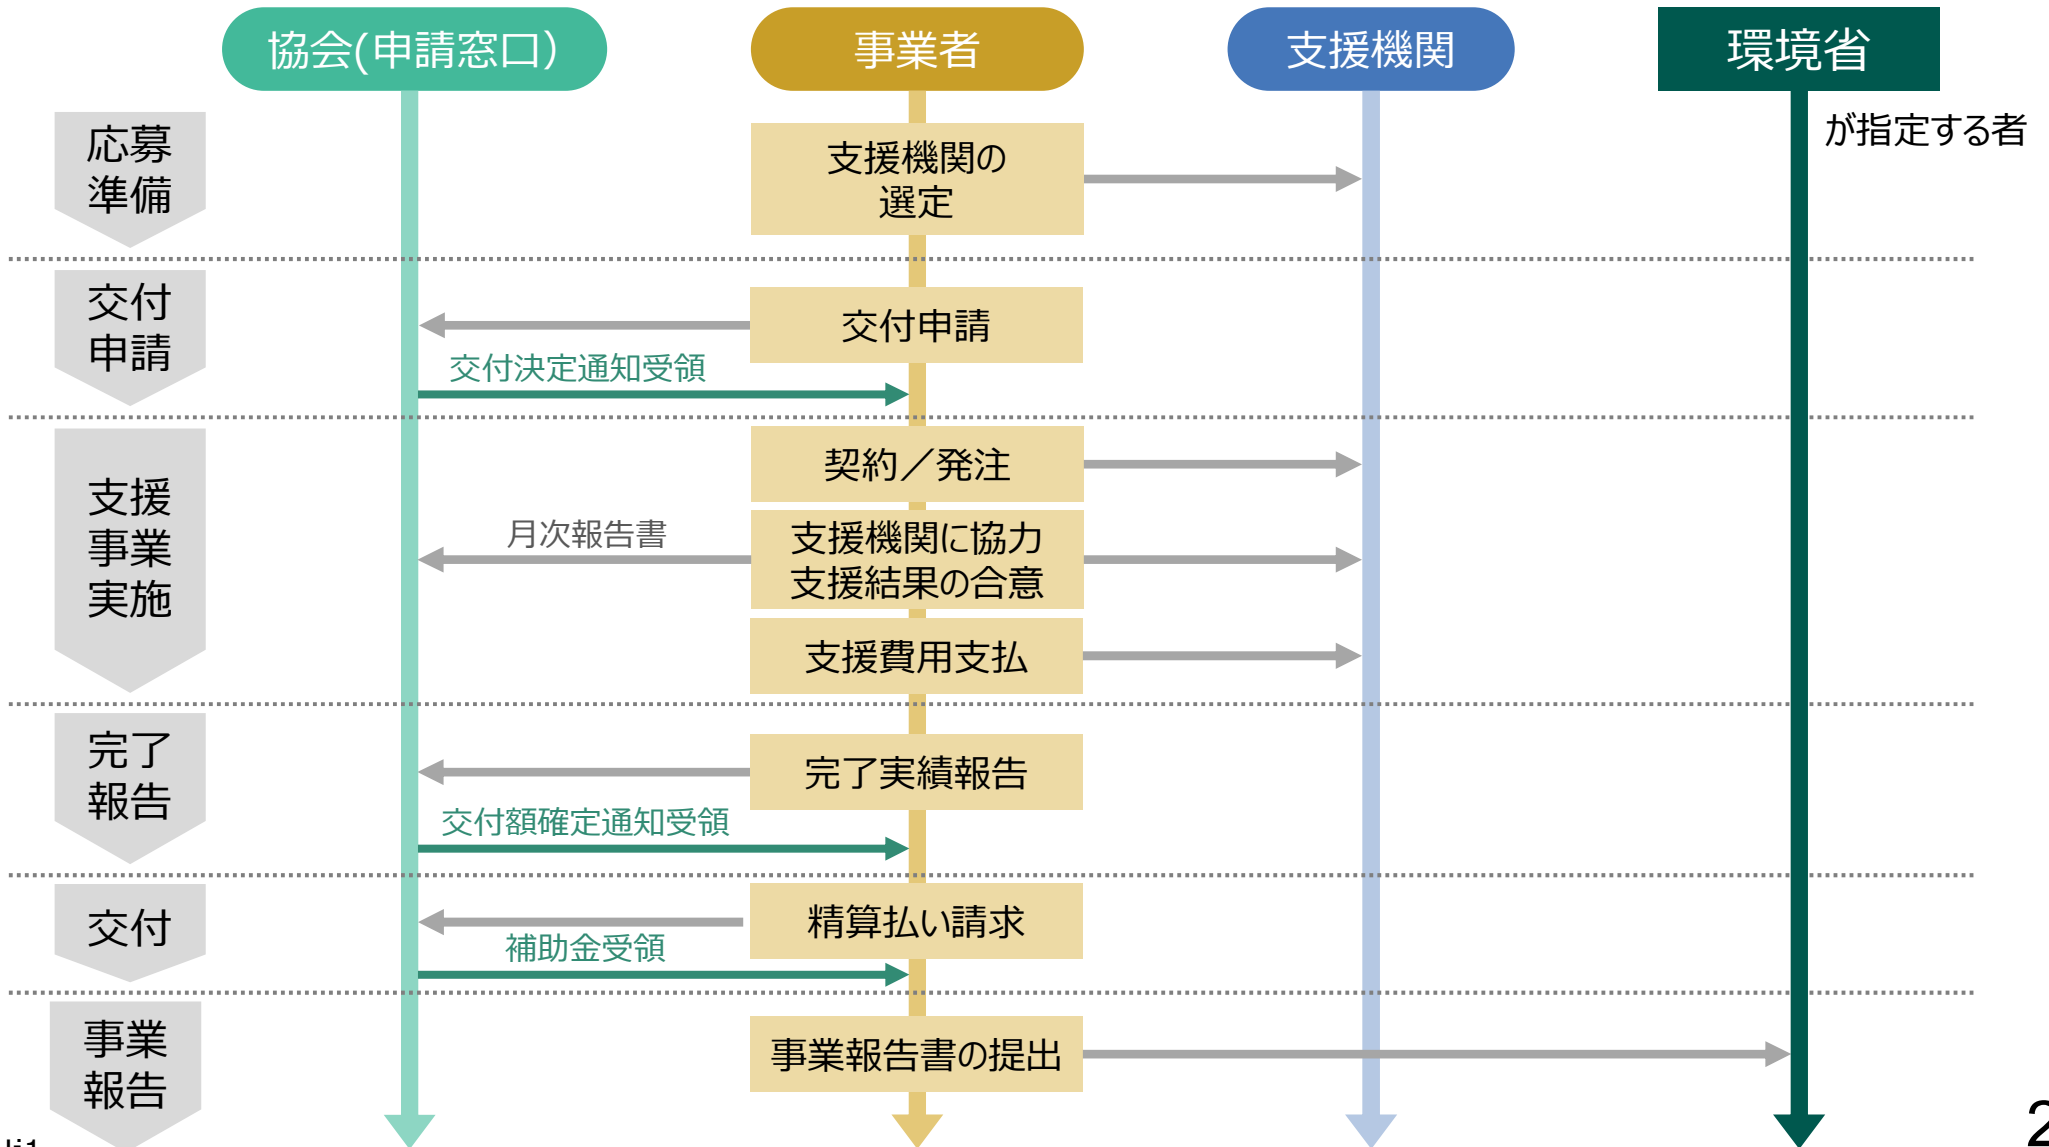 協会(申請窓口）
事業者
支援機関
環境省
が指定する者
応募
準備
支援機関の
選定
交付
申請
交付申請
交付決定通知受領
支援
事業
実施
契約／発注
月次報告書
支援機関に協力
支援結果の合意
支援費用支払
完了
報告
完了実績報告
交付額確定通知受領
交付
精算払い請求
補助金受領
事業
報告
事業報告書の提出
2